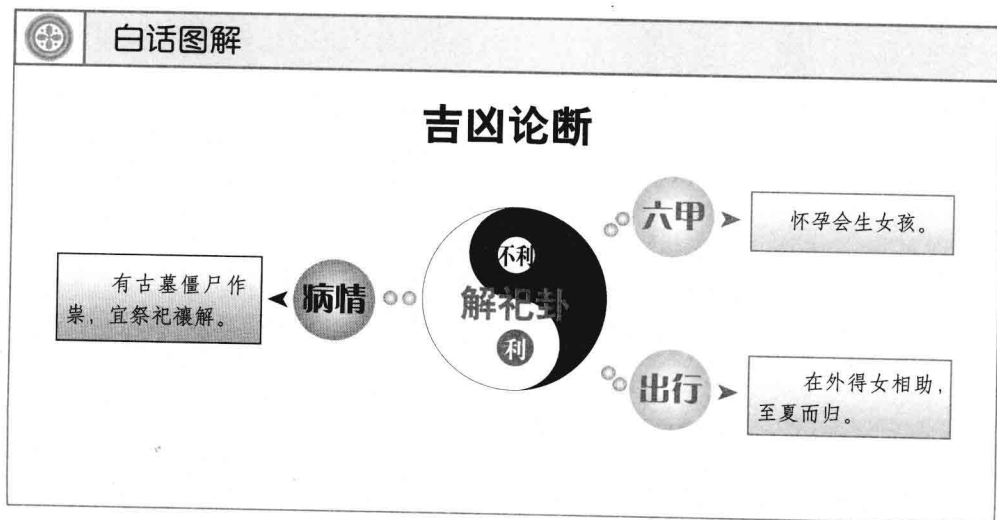 白话图解
吉凶论断
六甲
怀孕会生女孩。
不利
解祀卦
利
病情
有古墓僵尸作
祟，宜祭祀禳解。
出行
在外得女相助，
至夏而归。